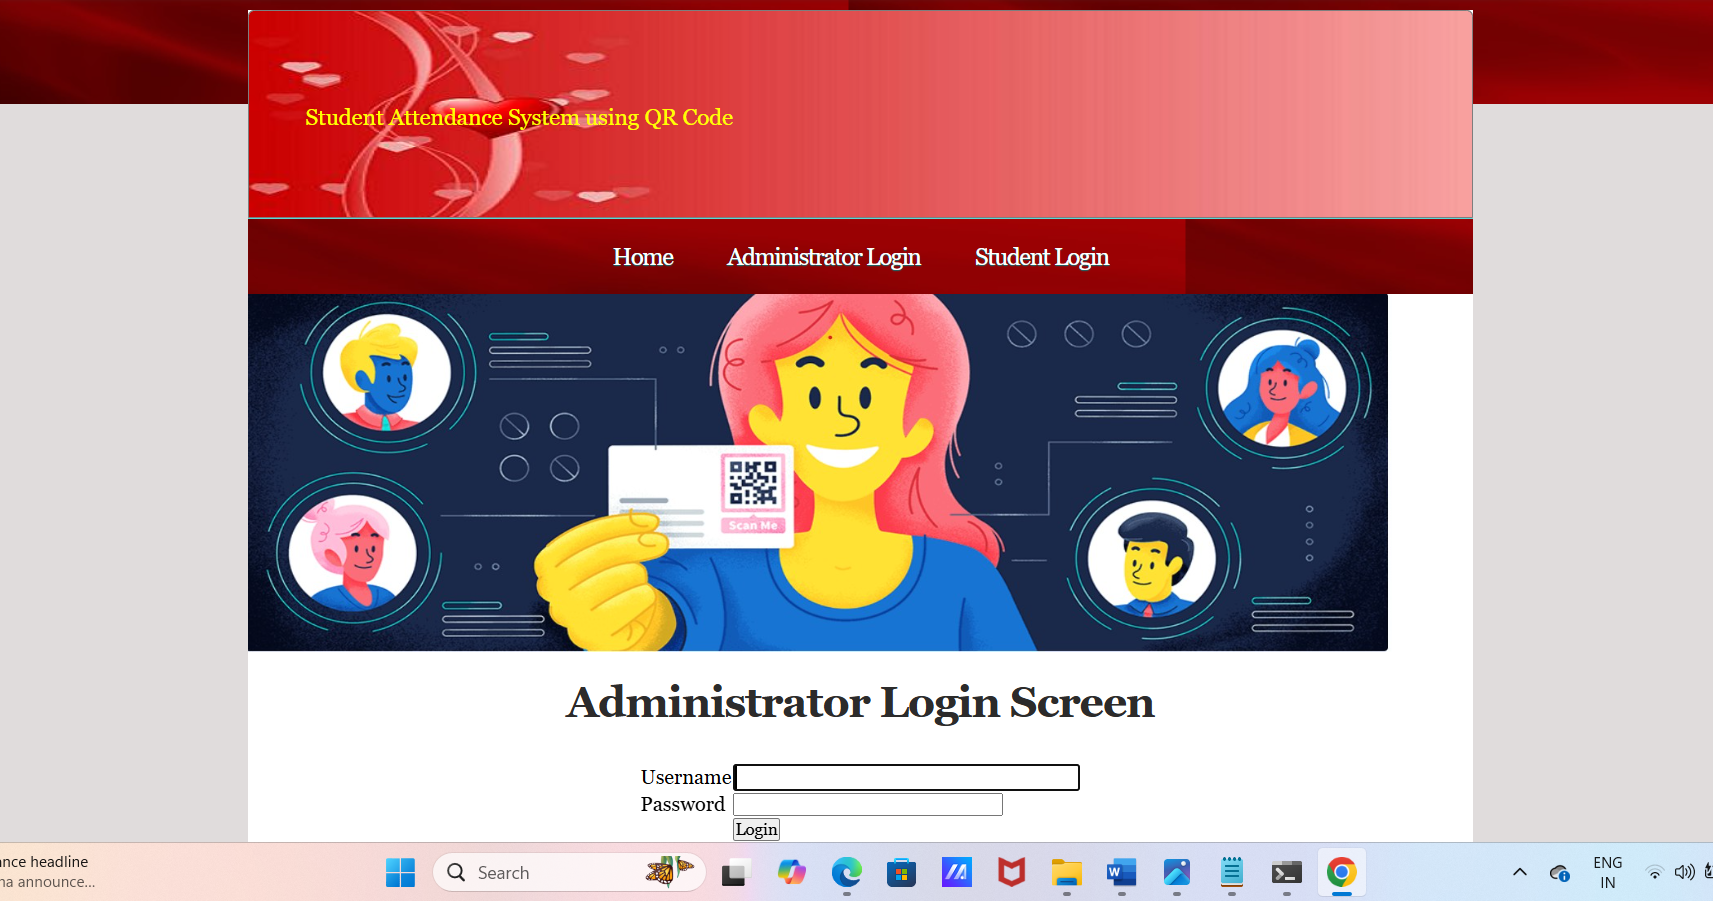 Student Attendance System using QR Code
Home Administrator Login Student Login
Scan Me
Administrator Login Screen
Username
Password
Login
ance headline
na announce...
Search
ENG
IN